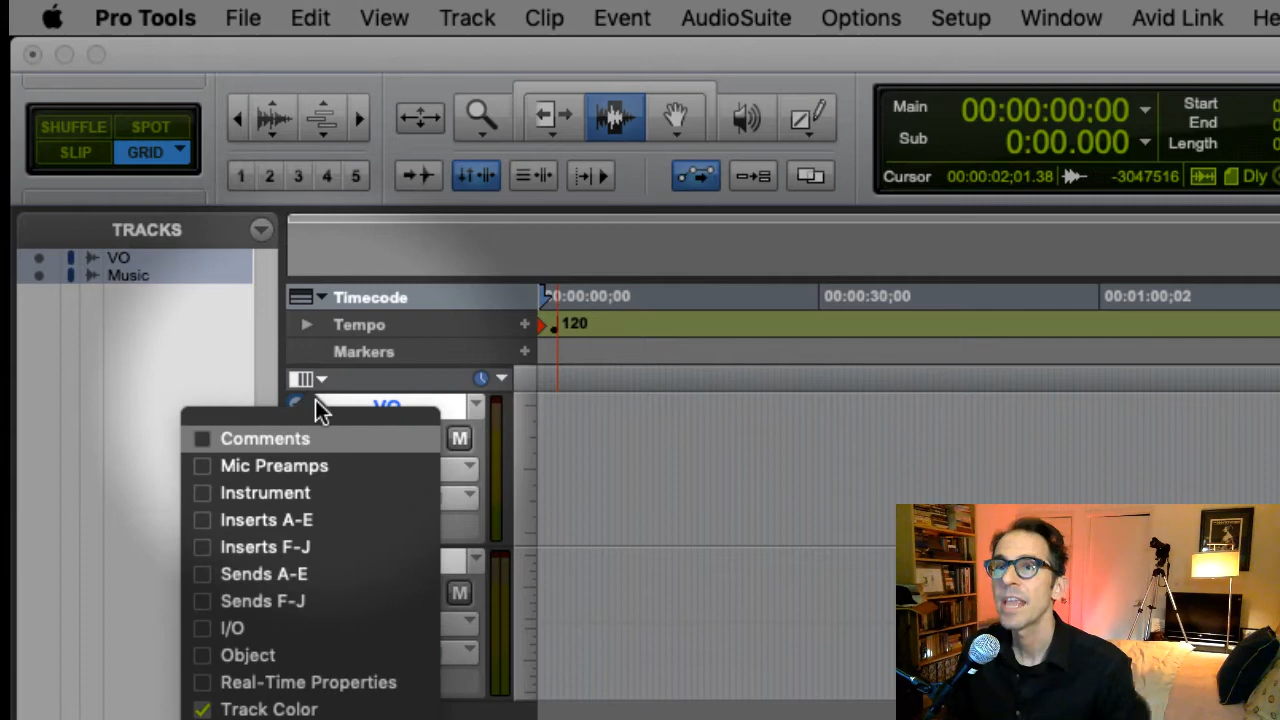 Pro Tools File Edit View Track Clip Event AudioSuite Options Setup Window Avid Link He
SHUFFLE SPOT
SLIP GRID
1 2 3 4 5
Main 00:00:00;00
Sub 0:00.000
Start
End
Length
Cursor 00:00:02;01.38 -3047516 Dly
TRACKS
VO
Music
Timecode 00:00:00;00 00:00:30;00 00:01:00;02
Tempo + 120
Markers +
VO
M
M
Comments
Mic Preamps
Instrument
Inserts A-E
Inserts F-J
Sends A-E
Sends F-J
I/O
Object
Real-Time Properties
Track Color